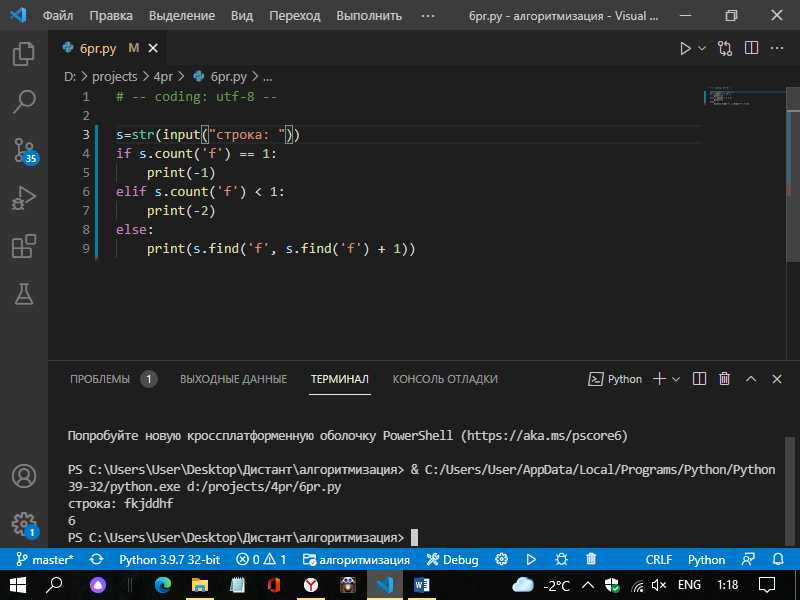 Файл Правка Выделение Вид Переход Выполнить ··· 6pr.py - алгоритмизация - Visual ...
6pr.py M
D: > projects > 4pr > 6pr.py > ...
1 # -- coding: utf-8 --
2
3 s=str(input("строка: "))
4 if s.count('f') == 1:
5     print(-1)
6 elif s.count('f') < 1:
7     print(-2)
8 else:
9     print(s.find('f', s.find('f') + 1))
35
ПРОБЛЕМЫ 1 ВЫХОДНЫЕ ДАННЫЕ ТЕРМИНАЛ КОНСОЛЬ ОТЛАДКИ Python
Попробуйте новую кроссплатформенную оболочку PowerShell (https://aka.ms/pscore6)
PS C:\Users\User\Desktop\Дистант\алгоритмизация> & C:/Users/User/AppData/Local/Programs/Python/Python
39-32/python.exe d:/projects/4pr/6pr.py
строка: fkjddhf
6
PS C:\Users\User\Desktop\Дистант\алгоритмизация>
1
master* Python 3.9.7 32-bit 0 1 алгоритмизация Debug CRLF Python
-2°C ENG 1:18